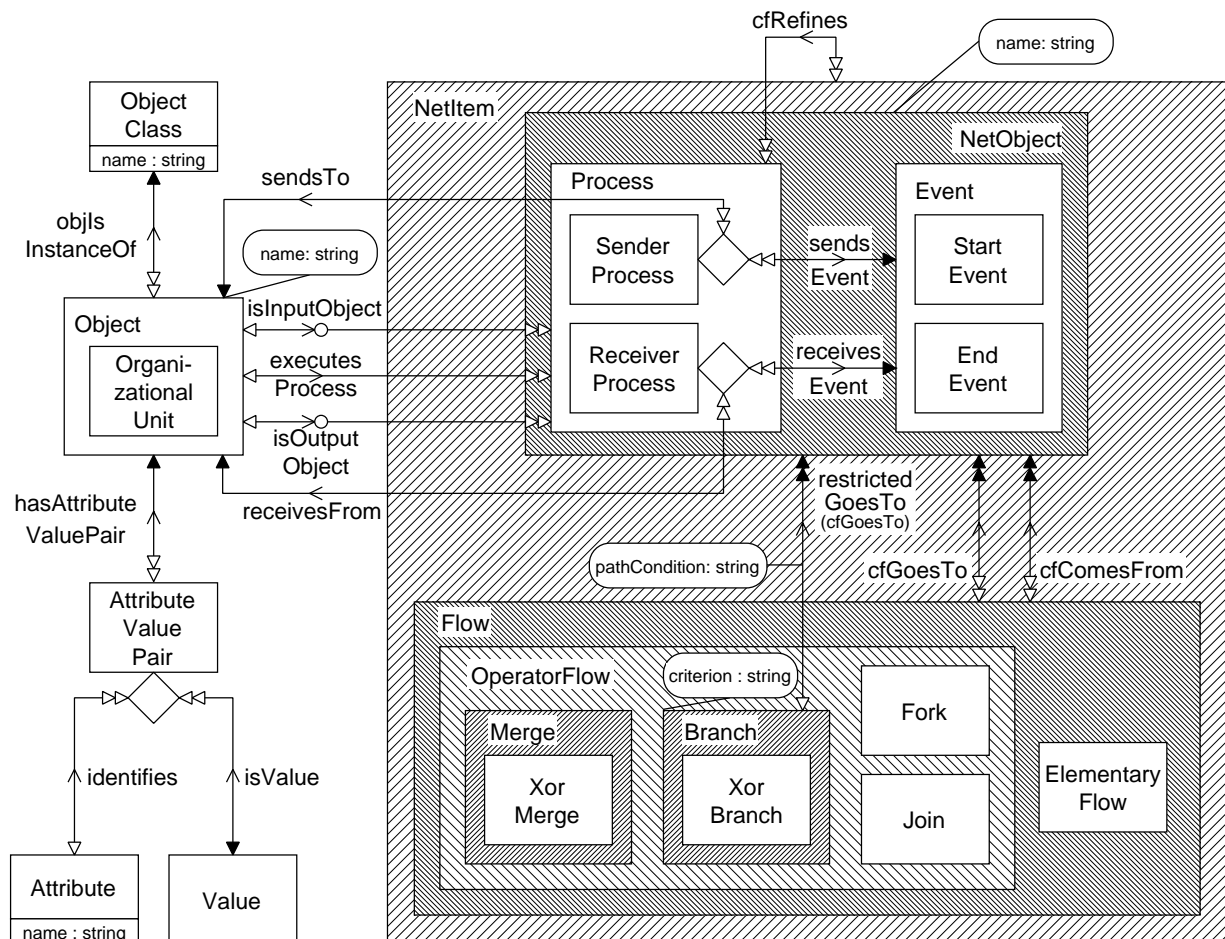 cfRefines
name: string
Object
Class
name : string
NetItem
NetObject
sendsTo
Process
Event
objIs
InstanceOf
name: string
Sender
Process
sends
Event
Start
Event
Object
isInputObject
Organi-
zational
Unit
executes
Process
Receiver
Process
receives
Event
End
Event
isOutput
Object
hasAttribute
ValuePair
receivesFrom
restricted
GoesTo
(cfGoesTo)
pathCondition: string
cfGoesTo
cfComesFrom
Attribute
Value
Pair
Flow
OperatorFlow
criterion : string
Fork
Merge
Branch
identifies
isValue
Xor
Merge
Xor
Branch
Join
Elementary
Flow
Attribute
name : string
Value